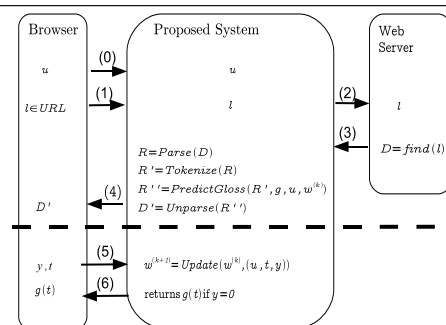 Browser Proposed System Web Server
(0)
u u
(1) (2)
l∈URL l l
(3)
R=Parse(D) D=find(l)
R'=Tokenize(R)
R''=PredictGloss(R',g,u,w^(k))
(4)
D' D'=Unparse(R'')
(5)
y,t w^(k+1)=Update(w^(k),(u,t,y))
(6)
g(t) returns g(t) if y=0